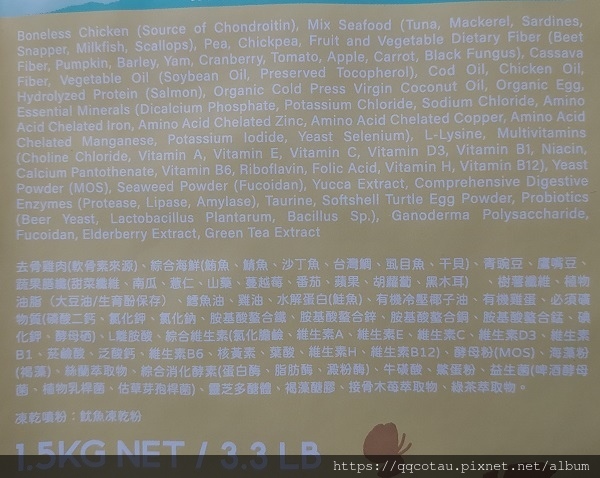 Boneless Chicken (Source of Chondroitin), Mix Seafood (Tuna, Mackerel, Sardines,
Snapper, Milkfish, Scallops), Pea, Chickpea, Fruit and Vegetable Dietary Fiber (Beet
Fiber, Pumpkin, Barley, Yam, Cranberry, Tomato, Apple, Carrot, Black Fungus), Cassava
Fiber, Vegetable Oil (Soybean Oil, Preserved Tocopherol), Cod Oil, Chicken Oil,
Hydrolyzed Protein (Salmon), Organic Cold Press Virgin Coconut Oil, Organic Egg,
Essential Minerals (Dicalcium Phosphate, Potassium Chloride, Sodium Chloride, Amino
Acid Chelated Iron, Amino Acid Chelated Zinc, Amino Acid Chelated Copper, Amino Acid
Chelated Manganese, Potassium Iodide, Yeast Selenium), L-Lysine, Multivitamins
(Choline Chloride, Vitamin A, Vitamin E, Vitamin C, Vitamin D3, Vitamin B1, Niacin,
Calcium Pantothenate, Vitamin B6, Riboflavin, Folic Acid, Vitamin H, Vitamin B12), Yeast
Powder (MOS), Seaweed Powder (Fucoidan), Yucca Extract, Comprehensive Digestive
Enzymes (Protease, Lipase, Amylase), Taurine, Softshell Turtle Egg Powder, Probiotics
(Beer Yeast, Lactobacillus Plantarum, Bacillus Sp.), Ganoderma Polysaccharide,
Fucoidan, Elderberry Extract, Green Tea Extract
去骨雞肉(軟骨素來源)、綜合海鮮(鮪魚、鯖魚、沙丁魚、台灣鯛、虱目魚、干貝)、青豌豆、鷹嘴豆、
蔬果膳纖(甜菜纖維、南瓜、薏仁、山藥、蔓越莓、番茄、蘋果、胡蘿蔔、黑木耳)、樹薯纖維、植物
油脂（大豆油/生育酚保存）、鱈魚油、雞油、水解蛋白(鮭魚)、有機冷壓椰子油、有機雞蛋、必須礦
物質(磷酸二鈣、氯化鉀、氯化鈉、胺基酸螯合鐵、胺基酸螯合鋅、胺基酸螯合銅、胺基酸螯合錳、碘
化鉀、酵母硒)、L離胺酸、綜合維生素(氯化膽鹼、維生素A、維生素E、維生素C、維生素D3、維生素
B1、菸鹼酸、泛酸鈣、維生素B6、核黃素、葉酸、維生素H、維生素B12)、酵母粉(MOS)、海藻粉
(褐藻)、絲蘭萃取物、綜合消化酵素(蛋白酶、脂肪酶、澱粉酶)、牛磺酸、鱉蛋粉、益生菌(啤酒酵母
菌、植物乳桿菌、枯草芽孢桿菌)、靈芝多醣體、褐藻醣膠、接骨木莓萃取物、綠茶萃取物。
凍乾噴粉：魷魚凍乾粉
1.5KG NET / 3.3 LB
https://qqcotau.pixnet.net/album